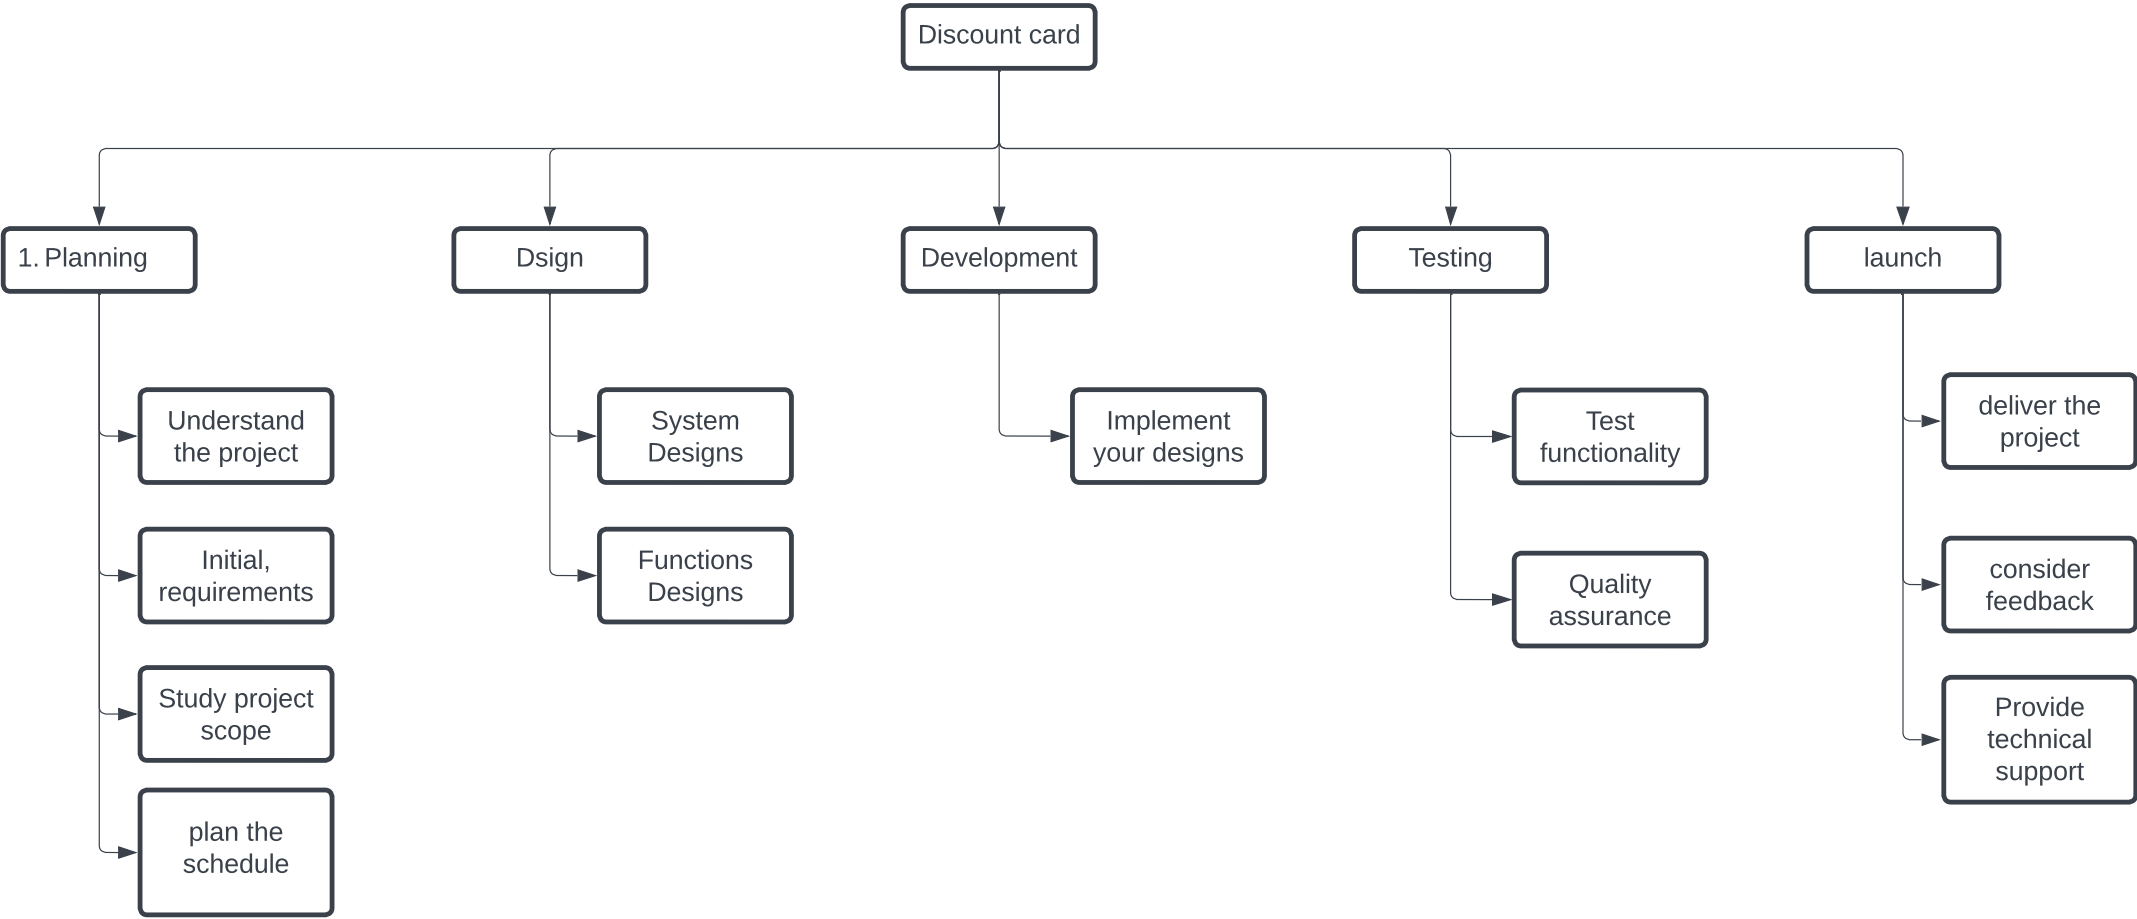 Discount card
1. Planning
Dsign
Development
Testing
launch
Understand
the project
Initial,
requirements
Study project
scope
plan the
schedule
System
Designs
Functions
Designs
Implement
your designs
Test
functionality
Quality
assurance
deliver the
project
consider
feedback
Provide
technical
support